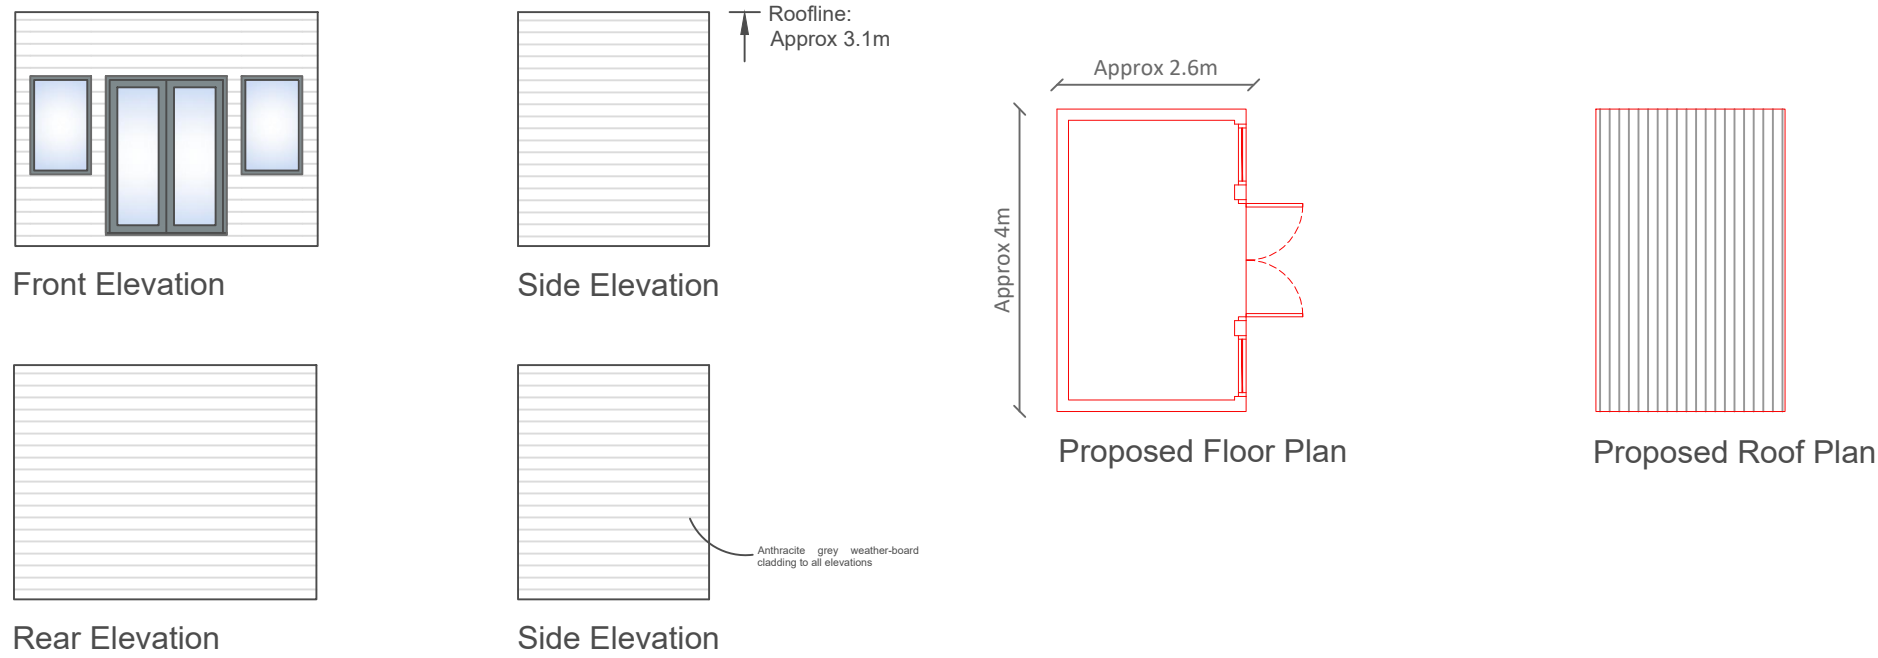 Roofline:
Approx 3.1m
Approx 2.6m
Approx 4m
Front Elevation
Side Elevation
Proposed Floor Plan
Proposed Roof Plan
Anthracite grey weather-board
cladding to all elevations
Rear Elevation
Side Elevation